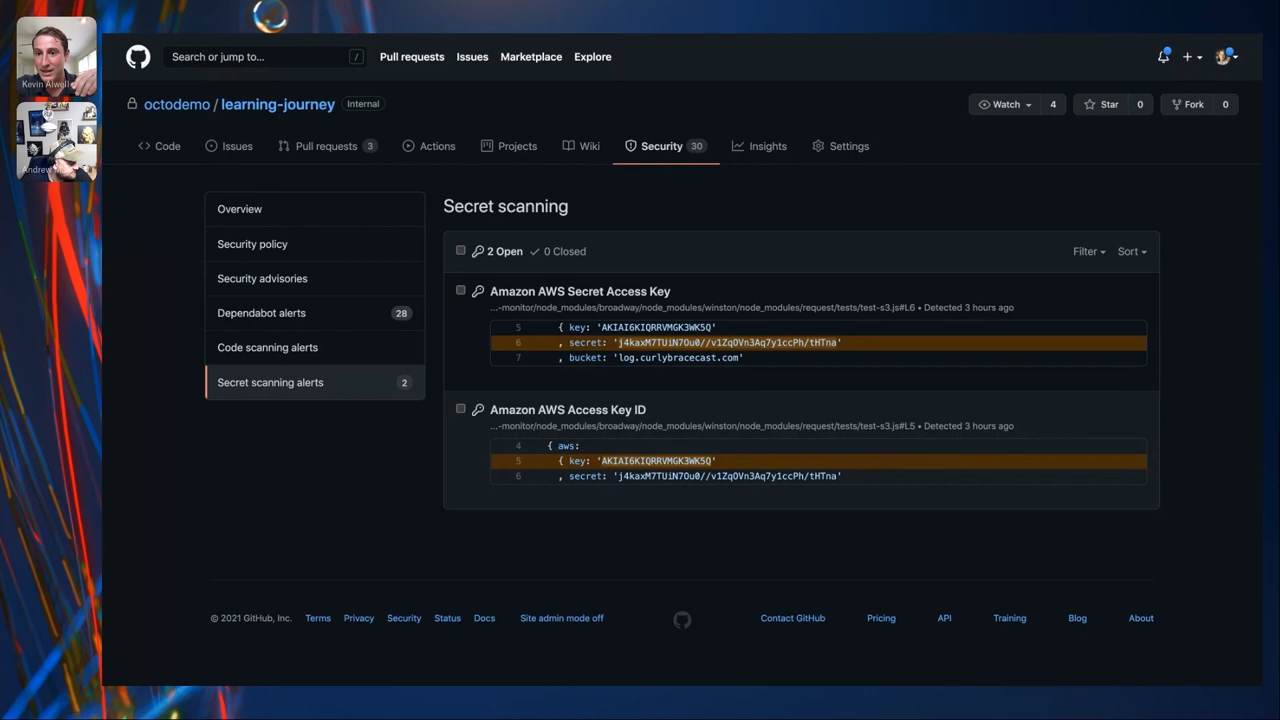 Kevin Alwell
Search or jump to... /
Pull requests
Issues
Marketplace
Explore
octodemo / learning-journey Internal
Watch 4
Star 0
Fork 0
Code
Issues
Pull requests 3
Actions
Projects
Wiki
Security 30
Insights
Settings
Andrew
Overview
Security policy
Security advisories
Dependabot alerts 28
Code scanning alerts
Secret scanning alerts 2
Secret scanning
2 Open 0 Closed
Filter Sort
Amazon AWS Secret Access Key
...-monitor/node_modules/broadway/node_modules/winston/node_modules/request/tests/test-s3.js#L6 • Detected 3 hours ago
5 { key: 'AKIAI6KIQRRVMGK3WK5Q'
6 , secret: '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'
7 , bucket: 'log.curlybracecast.com'
Amazon AWS Access Key ID
...-monitor/node_modules/broadway/node_modules/winston/node_modules/request/tests/test-s3.js#L5 • Detected 3 hours ago
4 { aws:
5 { key: 'AKIAI6KIQRRVMGK3WK5Q'
6 , secret: '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'
© 2021 GitHub, Inc.
Terms
Privacy
Security
Status
Docs
Site admin mode off
Contact GitHub
Pricing
API
Training
Blog
About